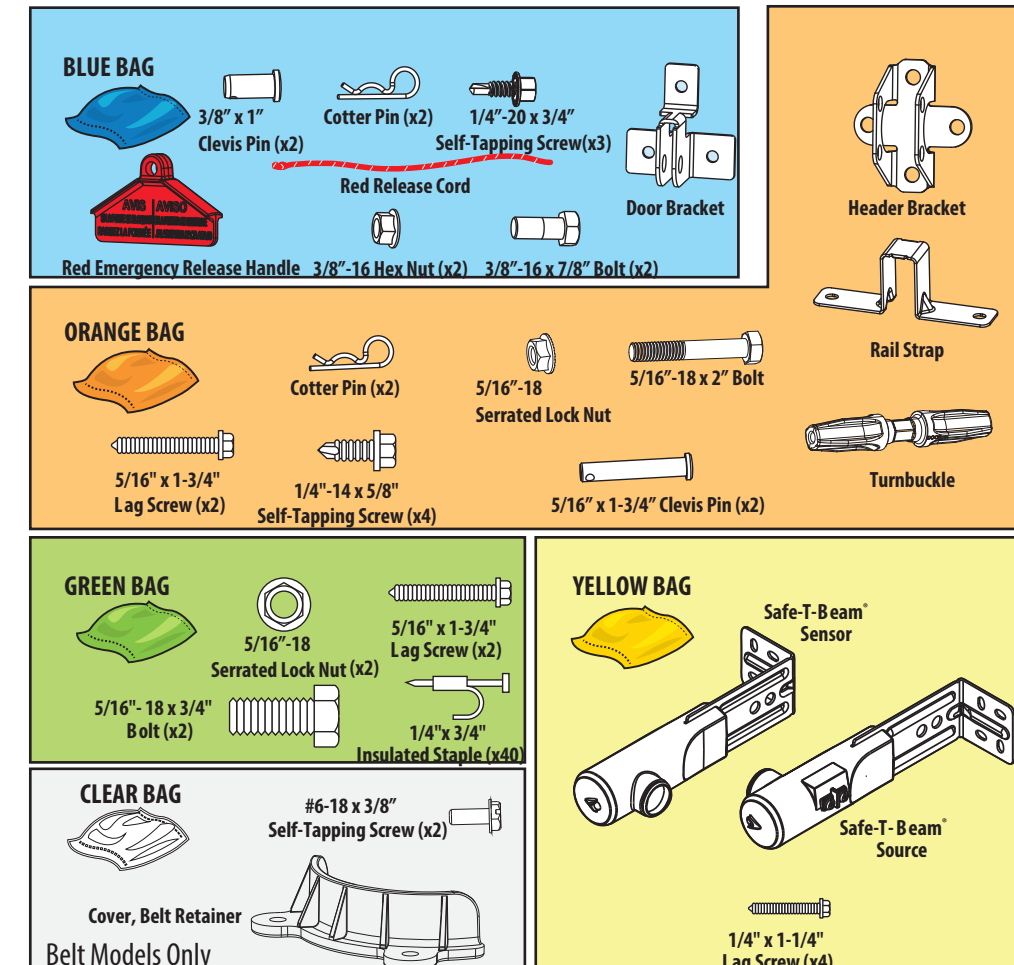 BLUE BAG
3/8” x 1”
Clevis Pin (x2)
Cotter Pin (x2)
1/4”-20 x 3/4”
Self-Tapping Screw(x3)
Red Release Cord
Door Bracket
AVIS AVISO
Red Emergency Release Handle
3/8”-16 Hex Nut (x2)
3/8”-16 x 7/8” Bolt (x2)
Header Bracket
Rail Strap
Turnbuckle
ORANGE BAG
Cotter Pin (x2)
5/16”-18
Serrated Lock Nut
5/16”-18 x 2” Bolt
5/16" x 1-3/4"
Lag Screw (x2)
1/4"-14 x 5/8"
Self-Tapping Screw (x4)
5/16” x 1-3/4” Clevis Pin (x2)
GREEN BAG
5/16”-18
Serrated Lock Nut (x2)
5/16" x 1-3/4"
Lag Screw (x2)
5/16"- 18 x 3/4"
Bolt (x2)
1/4"x 3/4"
Insulated Staple (x40)
YELLOW BAG
Safe-T-Beam®
Sensor
Safe-T-Beam®
Source
1/4" x 1-1/4"
Lag Screw (x4)
CLEAR BAG
#6-18 x 3/8”
Self-Tapping Screw (x2)
Cover, Belt Retainer
Belt Models Only